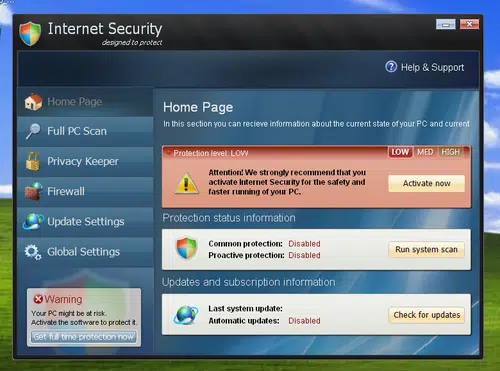 Internet Security
designed to protect
Help & Support
Home Page
Full PC Scan
Privacy Keeper
Firewall
Update Settings
Global Settings
Warning
Your PC might be at risk.
Activate the software to protect it.
Get full time protection now
Home Page
In this section you can recieve information about the current state of your PC and current
Protection level: LOW
LOW MED HIGH
Attention! We strongly recommend that you
activate Internet Security for the safety and
faster running of your PC.
Activate now
Protection status information
Common protection: Disabled
Proactive protection: Disabled
Run system scan
Updates and subscription information
Last system update:
Automatic updates: Disabled
Check for updates